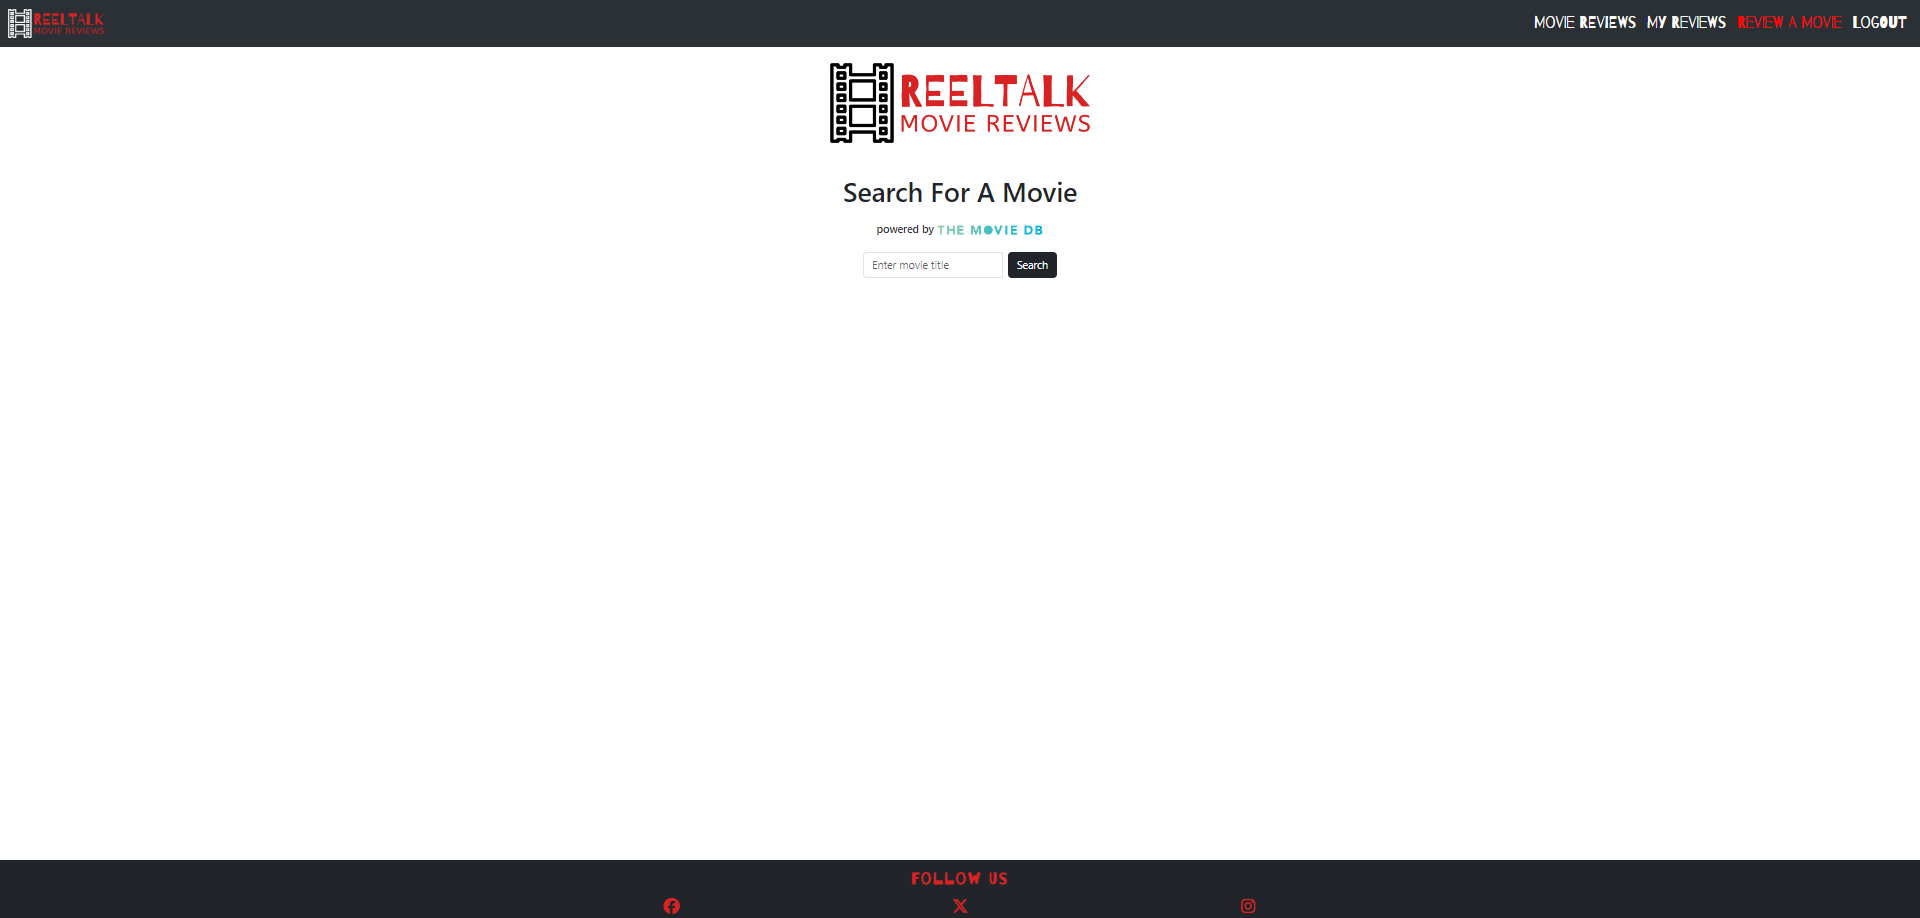 REELTALK
MOVIE REVIEWS
MOVIE REVIEWS MY REVIEWS REVIEW A MOVIE LOGOUT
REELTALK
MOVIE REVIEWS
Search For A Movie
powered by THE MOVIE DB
Enter movie title Search
FOLLOW US